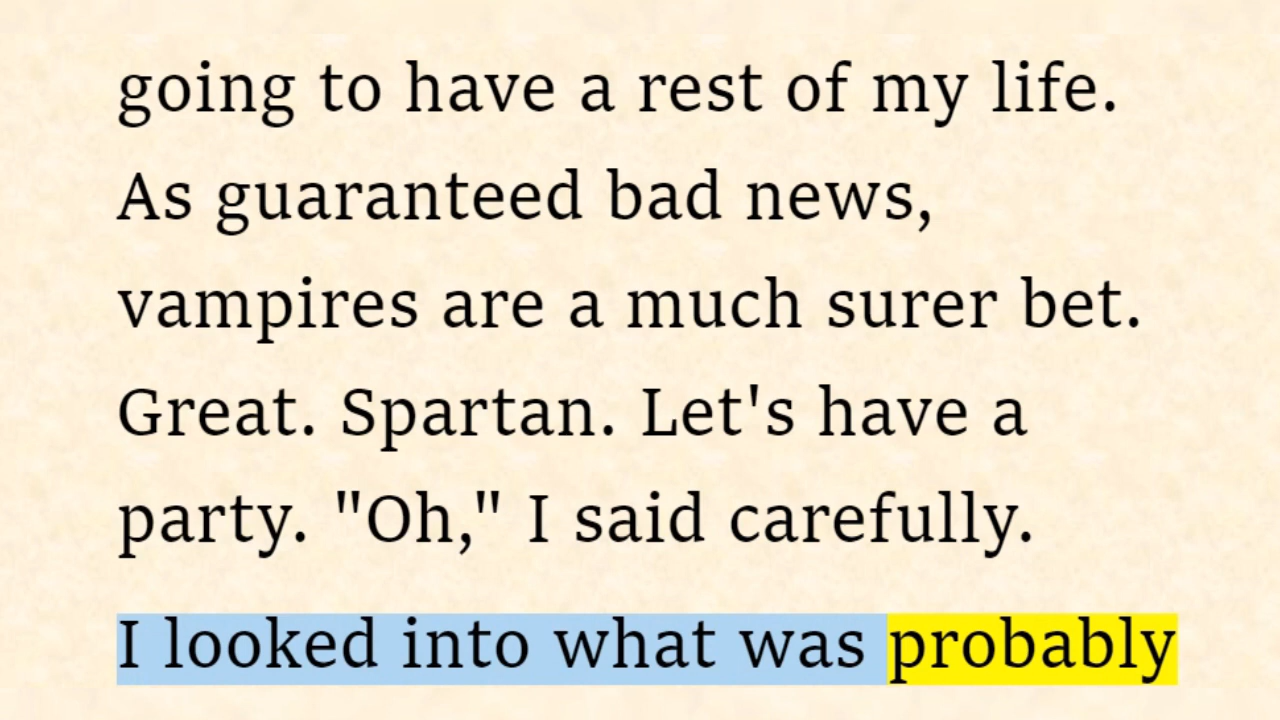 going to have a rest of my life.
As guaranteed bad news,
vampires are a much surer bet.
Great. Spartan. Let's have a
party. "Oh," I said carefully.
I looked into what was probably